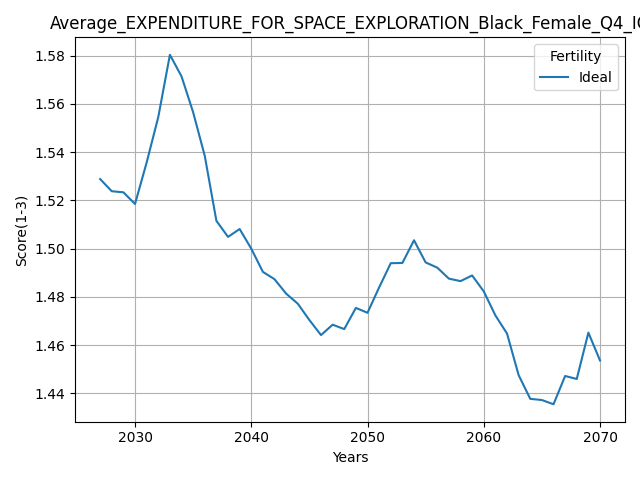 Average_EXPENDITURE_FOR_SPACE_EXPLORATION_Black_Female_Q4_IC
Fertility
Ideal
Score(1-3)
1.58
1.56
1.54
1.52
1.50
1.48
1.46
1.44
2030 2040 2050 2060 2070
Years